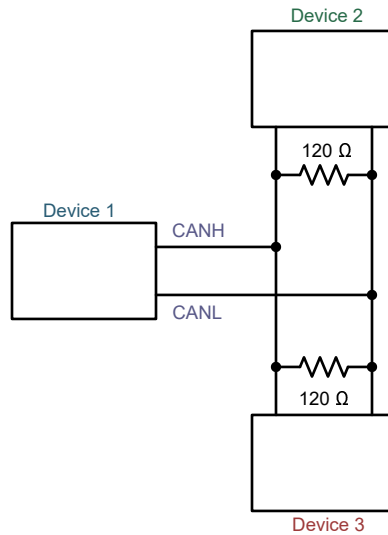 Device 2
120 Ω
Device 1
CANH
CANL
120 Ω
Device 3